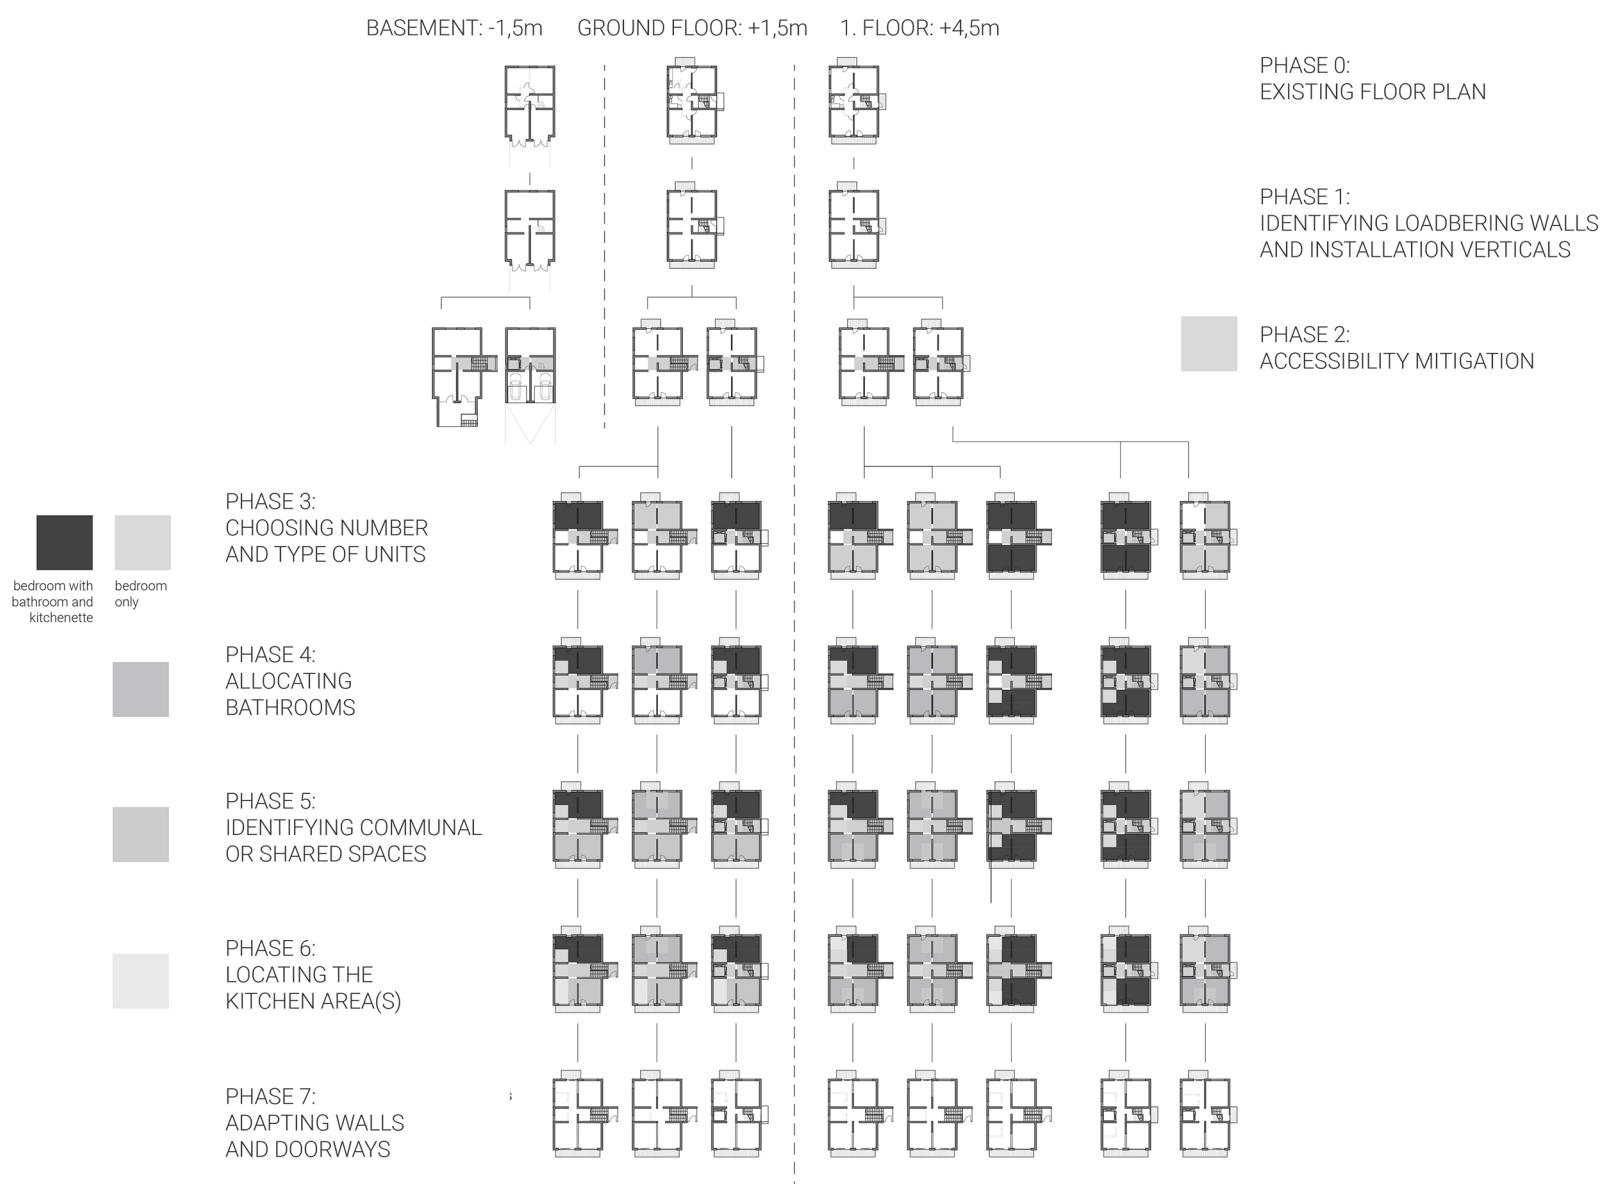 BASEMENT: -1,5m
GROUND FLOOR: +1,5m
1. FLOOR: +4,5m
PHASE 0:
EXISTING FLOOR PLAN
PHASE 1:
IDENTIFYING LOADBERING WALLS
AND INSTALLATION VERTICALS
PHASE 2:
ACCESSIBILITY MITIGATION
PHASE 3:
CHOOSING NUMBER
AND TYPE OF UNITS
bedroom with
bathroom and
kitchenette
bedroom
only
PHASE 4:
ALLOCATING
BATHROOMS
PHASE 5:
IDENTIFYING COMMUNAL
OR SHARED SPACES
PHASE 6:
LOCATING THE
KITCHEN AREA(S)
PHASE 7:
ADAPTING WALLS
AND DOORWAYS